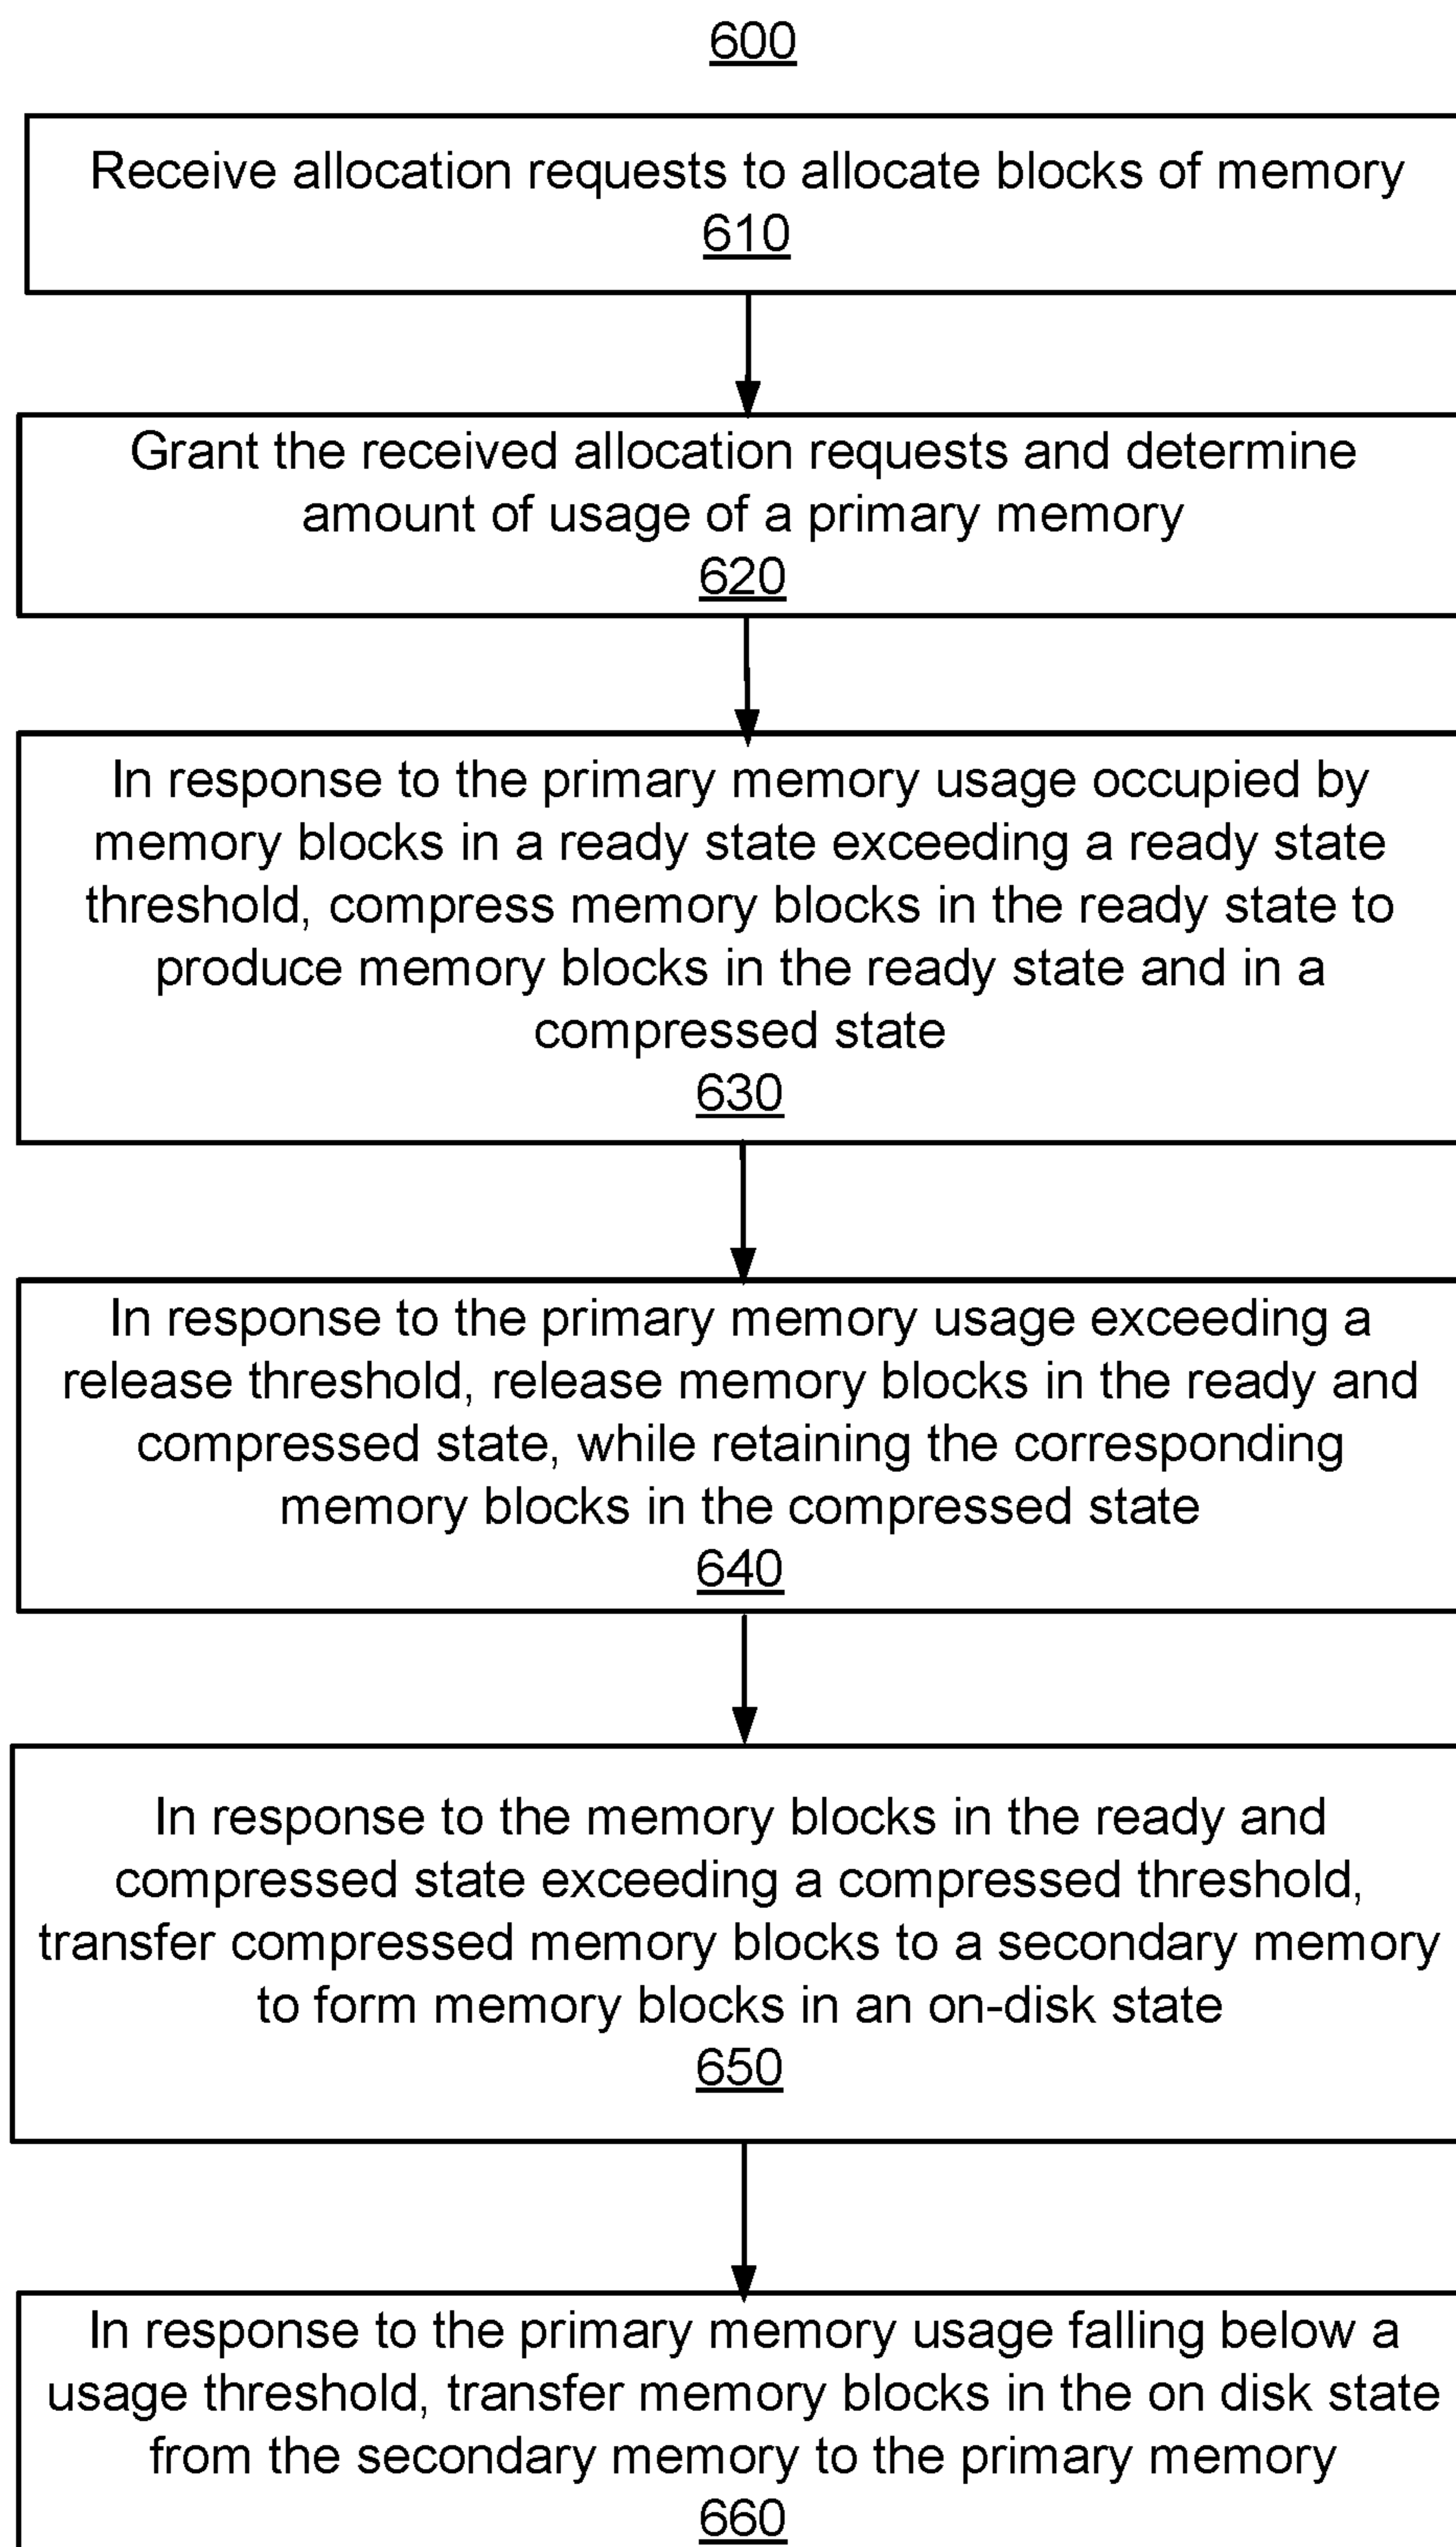 600
Receive allocation requests to allocate blocks of memory
610
Grant the received allocation requests and determine
amount of usage of a primary memory
620
In response to the primary memory usage occupied by
memory blocks in a ready state exceeding a ready state
threshold, compress memory blocks in the ready state to
produce memory blocks in the ready state and in a
compressed state
630
In response to the primary memory usage exceeding a
release threshold, release memory blocks in the ready and
compressed state, while retaining the corresponding
memory blocks in the compressed state
640
In response to the memory blocks in the ready and
compressed state exceeding a compressed threshold,
transfer compressed memory blocks to a secondary memory
to form memory blocks in an on-disk state
650
In response to the primary memory usage falling below a
usage threshold, transfer memory blocks in the on disk state
from the secondary memory to the primary memory
660